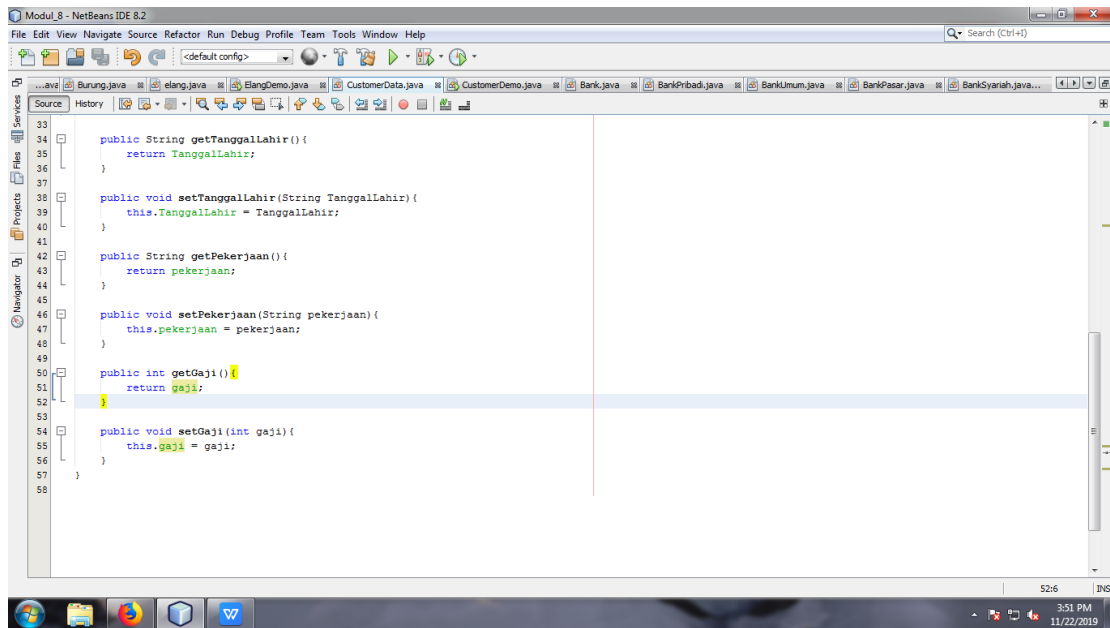 Modul_8 - NetBeans IDE 8.2
File Edit View Navigate Source Refactor Run Debug Profile Team Tools Window Help
Search (Ctrl+I)
<default config>
...ava Burung.java elang.java ElangDemo.java CustomerData.java CustomerDemo.java Bank.java BankPribadi.java BankUmum.java BankPasar.java BankSyariah.java...
Source History
Services
Files
Projects
Navigator
33
34 public String getTanggalLahir(){
35 return TanggalLahir;
36 }
37
38 public void setTanggalLahir(String TanggalLahir){
39 this.TanggalLahir = TanggalLahir;
40 }
41
42 public String getPekerjaan(){
43 return pekerjaan;
44 }
45
46 public void setPekerjaan(String pekerjaan){
47 this.pekerjaan = pekerjaan;
48 }
49
50 public int getGaji(){
51 return gaji;
52 }
53
54 public void setGaji(int gaji){
55 this.gaji = gaji;
56 }
57 }
58
52:6 INS
3:51 PM
11/22/2019